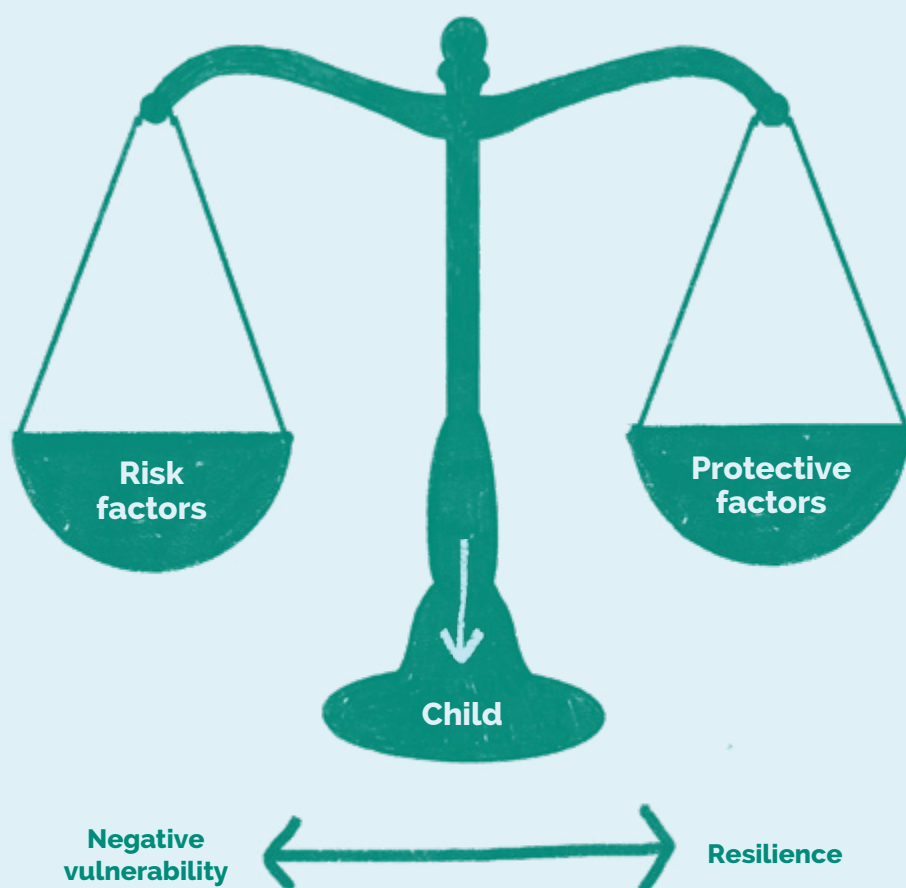 Risk
factors
Protective
factors
Child
Negative
vulnerability
Resilience